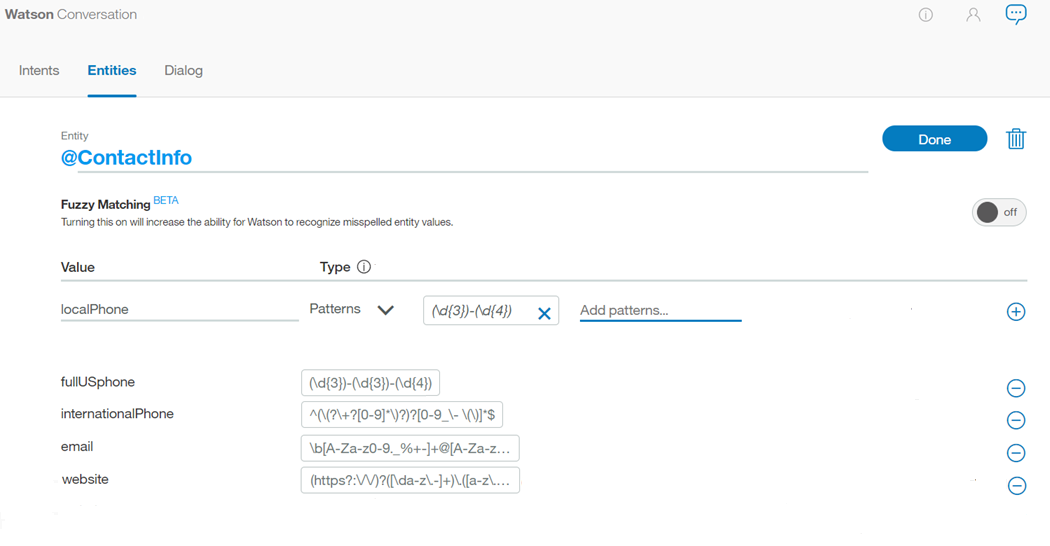 Watson Conversation
Intents Entities Dialog
Entity
@ContactInfo
Done
Fuzzy Matching BETA
Turning this on will increase the ability for Watson to recognize misspelled entity values.
off
Value Type
localPhone Patterns (\d{3})-(\d{4}) Add patterns...
fullUSphone (\d{3})-(\d{3})-(\d{4})
internationalPhone ^(\(?\+?[0-9]*\)?)?[0-9_\- \(\)]*$
email \b[A-Za-z0-9._%+-]+@[A-Za-z...
website (https?:\/\/)?([\da-z\.-]+)\.([a-z\....